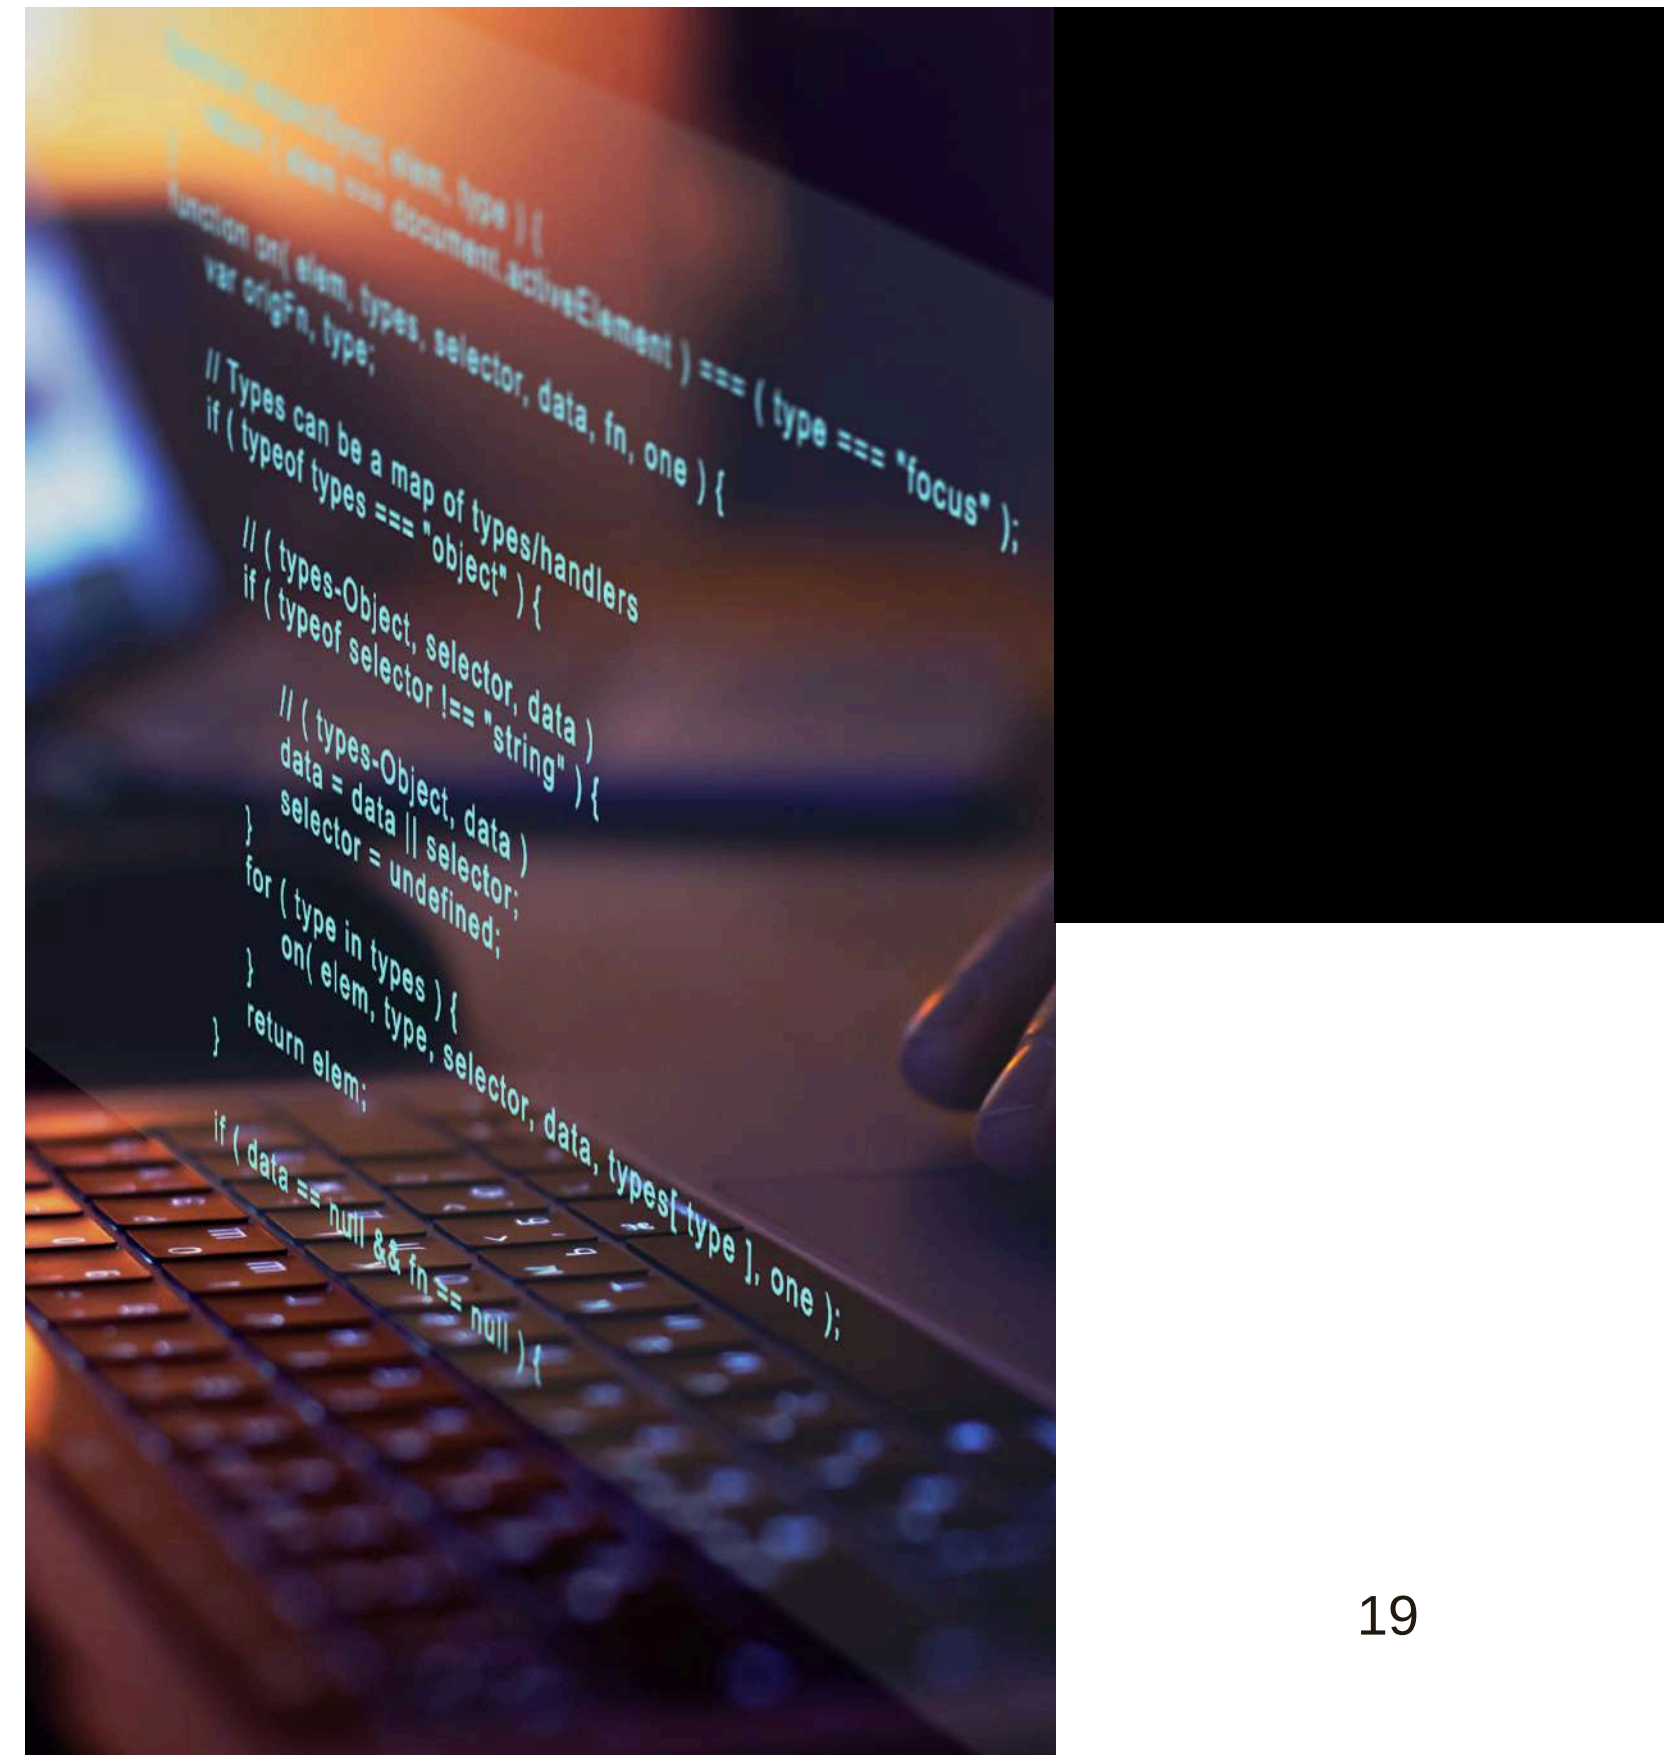 function expectSync( elem, type ) {
return ( elem === document.activeElement ) === ( type === "focus" );
}
function on( elem, types, selector, data, fn, one ) {
var origFn, type;
// Types can be a map of types/handlers
if ( typeof types === "object" ) {
// ( types-Object, selector, data )
if ( typeof selector !== "string" ) {
// ( types-Object, data )
data = data || selector;
selector = undefined;
}
for ( type in types ) {
on( elem, type, selector, data, types[ type ], one );
}
return elem;
}
if ( data == null && fn == null ) {
19